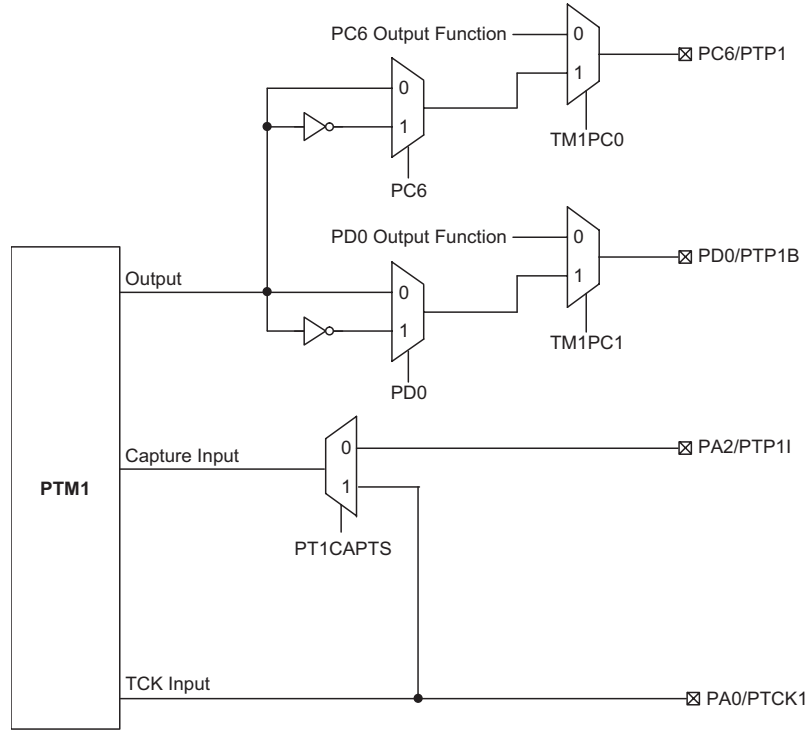 PC6 Output Function
0
1
PC6/PTP1
0
1
TM1PC0
PC6
PD0 Output Function
0
1
PD0/PTP1B
Output
0
1
TM1PC1
PD0
Capture Input
0
1
PA2/PTP1I
PTM1
PT1CAPTS
TCK Input
PA0/PTCK1